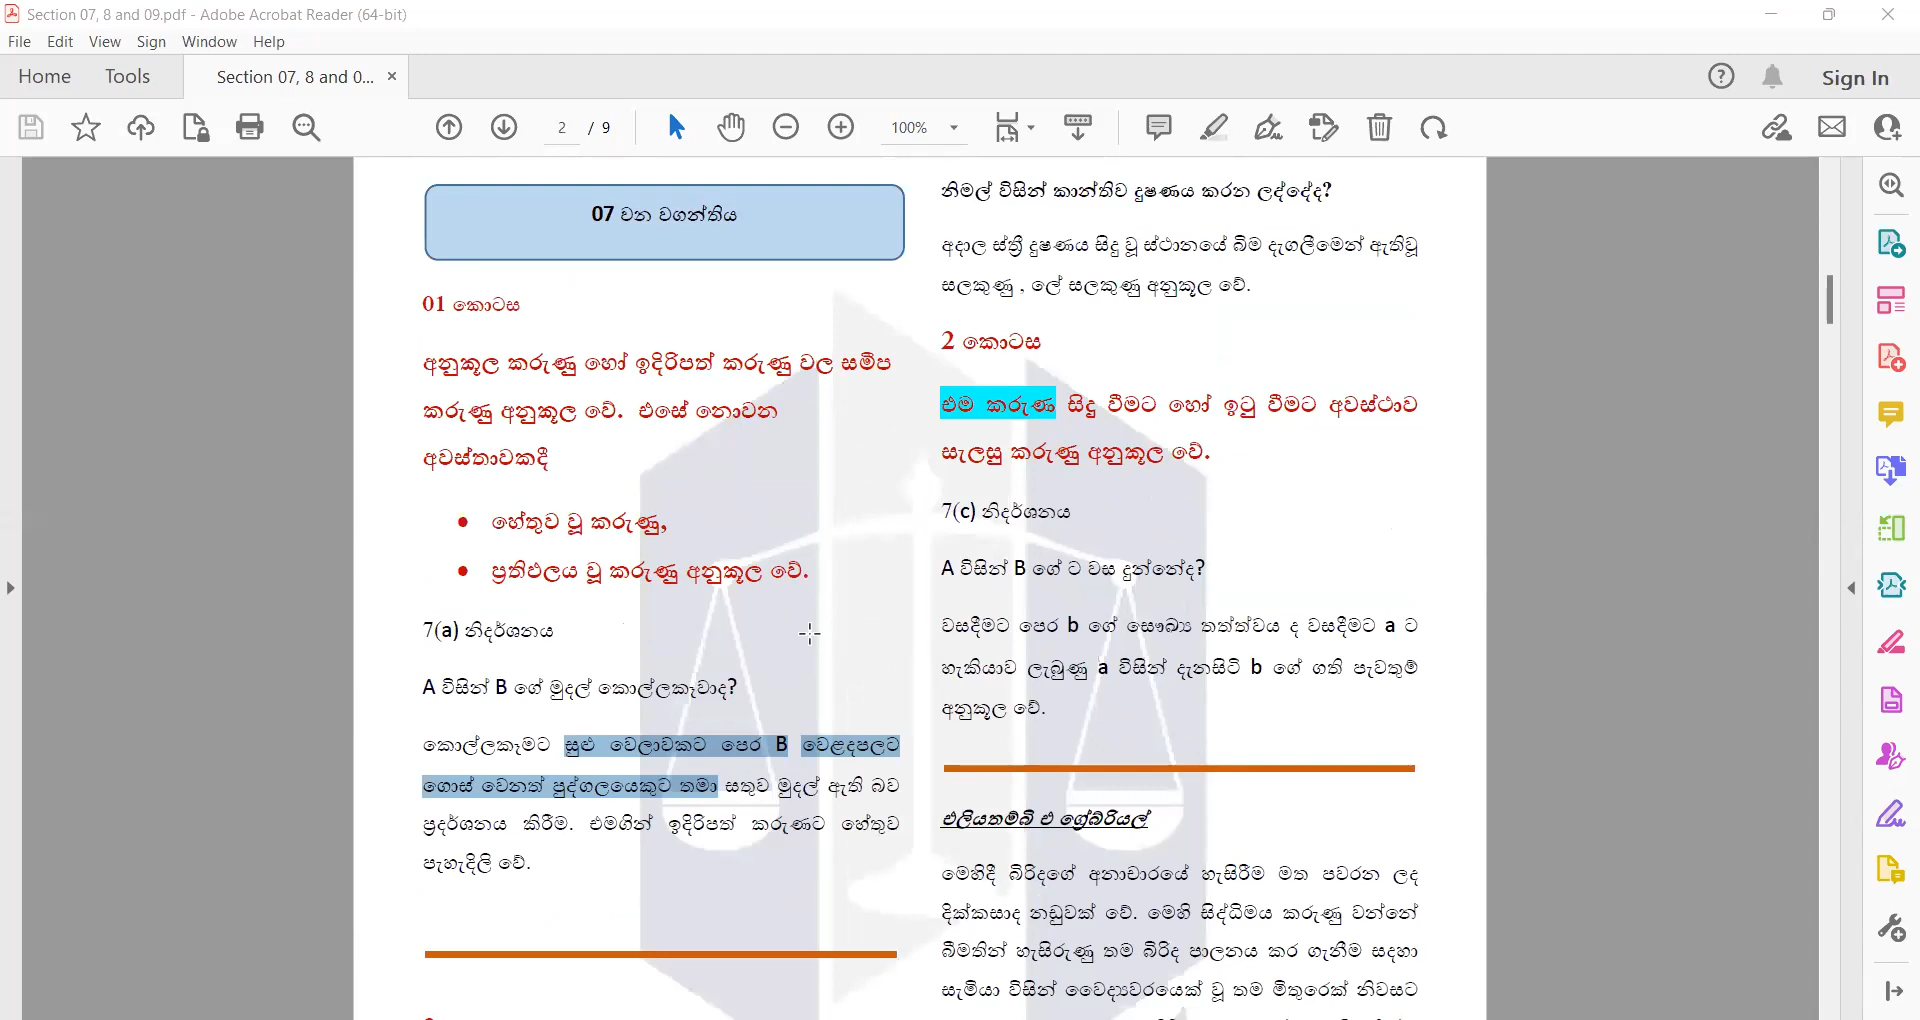 Section 07, 8 and 09.pdf - Adobe Acrobat Reader (64-bit)
File Edit View Sign Window Help
Home Tools Section 07, 8 and 0... × Sign In
2 / 9 100%
07 වන වගන්තිය
01 කොටස
අනුකූල කරුණු හෝ ඉදිරිපත් කරුණු වල සමීප
කරුණු අනුකූල වේ. එසේ නොවන
අවස්තාවකදී
• හේතුව වූ කරුණු,
• ප්‍රතිඵලය වූ කරුණු අනුකූල වේ.
7(a) නිදර්ශනය
A විසින් B ගේ මුදල් කොල්ලකෑවාද?
කොල්ලකෑමට සුළු වෙලාවකට පෙර B වෙළඳපලට
ගොස් වෙනත් පුද්ගලයෙකුට තමා සතුව මුදල් ඇති බව
ප්‍රදර්ශනය කිරීම. එමගින් ඉදිරිපත් කරුණට හේතුව
පැහැදිලි වේ.
නිමල් විසින් කාන්තිව දූෂණය කරන ලද්දේද?
අදාල ස්ත්‍රී දූෂණය සිදු වූ ස්ථානයේ බිම දැගලීමෙන් ඇතිවූ
සලකුණු , ලේ සලකුණු අනුකූල වේ.
2 කොටස
එම කරුණ සිදු වීමට හෝ ඉටු වීමට අවස්ථාව
සැලසූ කරුණු අනුකූල වේ.
7(c) නිදර්ශනය
A විසින් B ගේ ට වස දුන්නේද?
වසදීමට පෙර b ගේ සෞඛ්‍ය තත්ත්වය ද වසදීමට a ට
හැකියාව ලැබුණු a විසින් දැනසිටි b ගේ ගති පැවතුම්
අනුකූල වේ.
එලියතම්බි එ ග්‍රේබ්රියල්
මෙහිදී බිරිදගේ අනාචාරයේ හැසිරීම මත පවරන ලද
දික්කසාද නඩුවක් වේ. මෙහි සිද්ධිමය කරුණු වන්නේ
බීමතින් හැසිරුණු තම බිරිද පාලනය කර ගැනීම සදහා
සැමියා විසින් වෛද්‍යවරයෙක් වූ තම මිතුරෙක් නිවසට